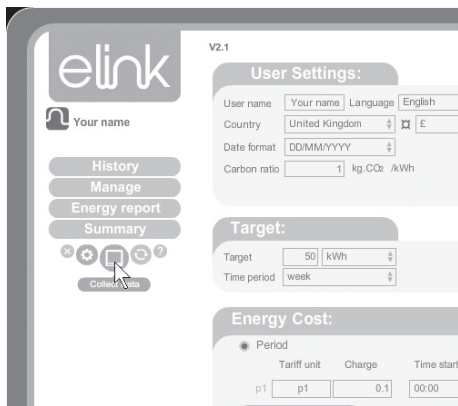 elink
V2.1
Your name
History
Manage
Energy report
Summary
?
Collect data
User Settings:
User name Your name Language English
Country United Kingdom ¤ £
Date format DD/MM/YYYY
Carbon ratio 1 kg.CO2 /kWh
Target:
Target 50 kWh
Time period week
Energy Cost:
Period
Tariff unit Charge Time start
p1 p1 0.1 00:00